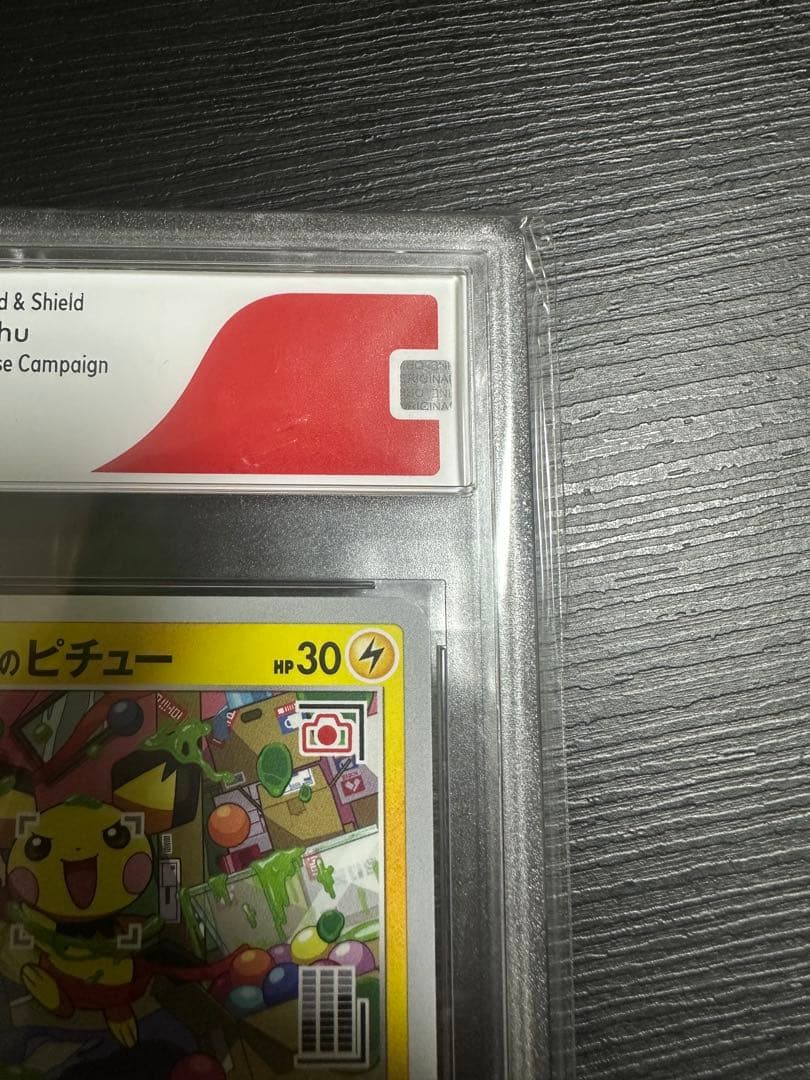 d & Shield
hu
se Campaign
のピチュー
HP30